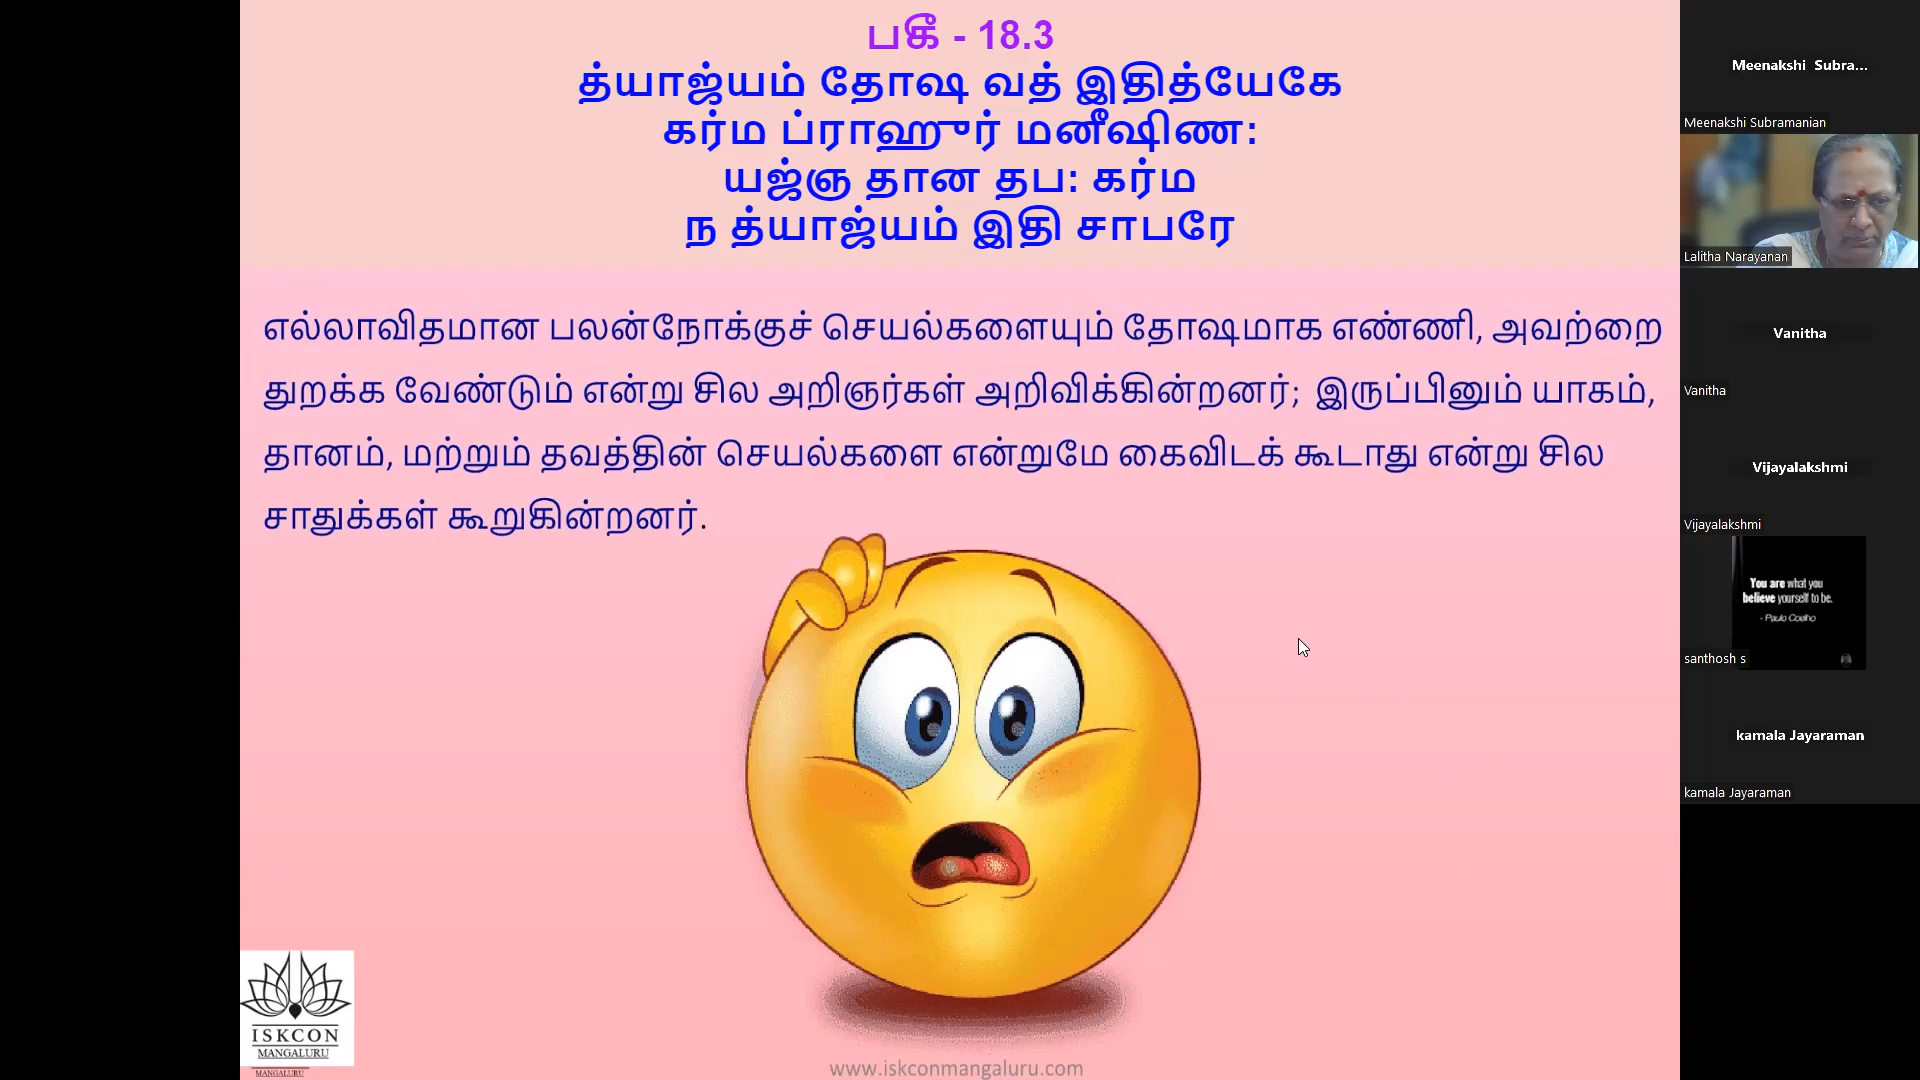 பகீ - 18.3
த்யாஜ்யம் தோஷ வத் இதித்யேகே
கர்ம ப்ராஹுர் மனீஷிண:
யஜ்ஞ தான தப: கர்ம
ந த்யாஜ்யம் இதி சாபரே
எல்லாவிதமான பலன்நோக்குச் செயல்களையும் தோஷமாக எண்ணி, அவற்றை
துறக்க வேண்டும் என்று சில அறிஞர்கள் அறிவிக்கின்றனர்; இருப்பினும் யாகம்,
தானம், மற்றும் தவத்தின் செயல்களை என்றுமே கைவிடக் கூடாது என்று சில
சாதுக்கள் கூறுகின்றனர்.
ISKCON
MANGALURU
MANGALURU
www.iskconmangaluru.com
Meenakshi Subra...
Meenakshi Subramanian
Lalitha Narayanan
Vanitha
Vanitha
Vijayalakshmi
Vijayalakshmi
You are what you
believe yourself to be.
- Paulo Coelho
santhosh s
kamala Jayaraman
kamala Jayaraman